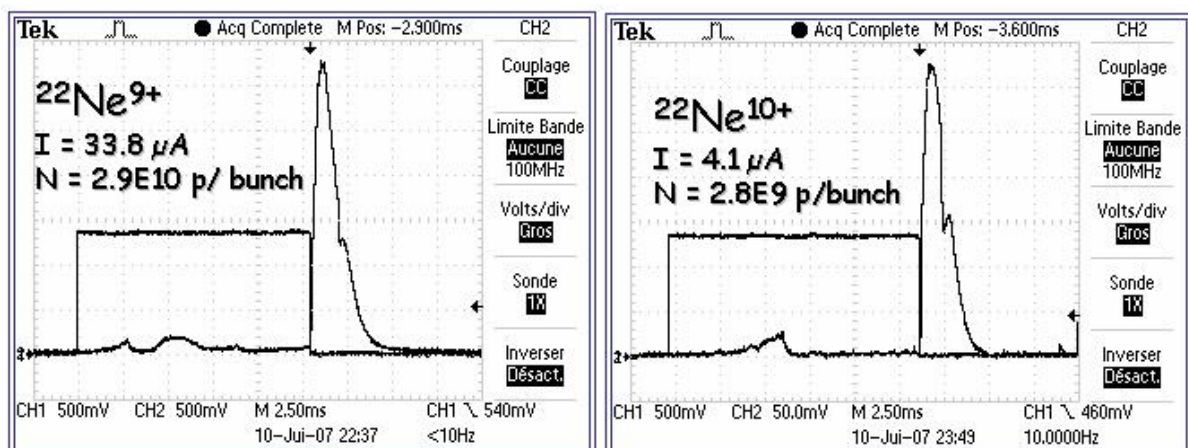 Tek
Acq Complete
M Pos: -2.900ms
CH2
²²Ne⁹⁺
I = 33.8 µA
N = 2.9E10 p/ bunch
Couplage
CC
Limite Bande
Aucune
100MHz
Volts/div
Gros
Sonde
1X
Inverser
Désact.
2
CH1 500mV
CH2 500mV
M 2.50ms
CH1 \ 540mV
10-Jui-07 22:37
<10Hz
Tek
Acq Complete
M Pos: -3.600ms
CH2
²²Ne¹⁰⁺
I = 4.1 µA
N = 2.8E9 p/bunch
Couplage
CC
Limite Bande
Aucune
100MHz
Volts/div
Gros
Sonde
1X
Inverser
Désact.
2
CH1 500mV
CH2 50.0mV
M 2.50ms
CH1 \ 460mV
10-Jui-07 23:49
10.0000Hz